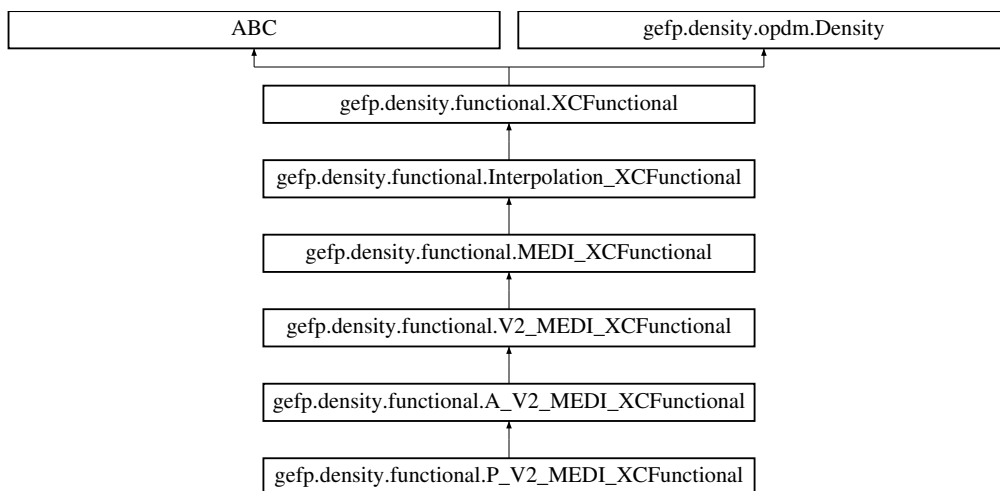 ABC
gefp.density.opdm.Density
gefp.density.functional.XCFunctional
gefp.density.functional.Interpolation_XCFunctional
gefp.density.functional.MEDI_XCFunctional
gefp.density.functional.V2_MEDI_XCFunctional
gefp.density.functional.A_V2_MEDI_XCFunctional
gefp.density.functional.P_V2_MEDI_XCFunctional